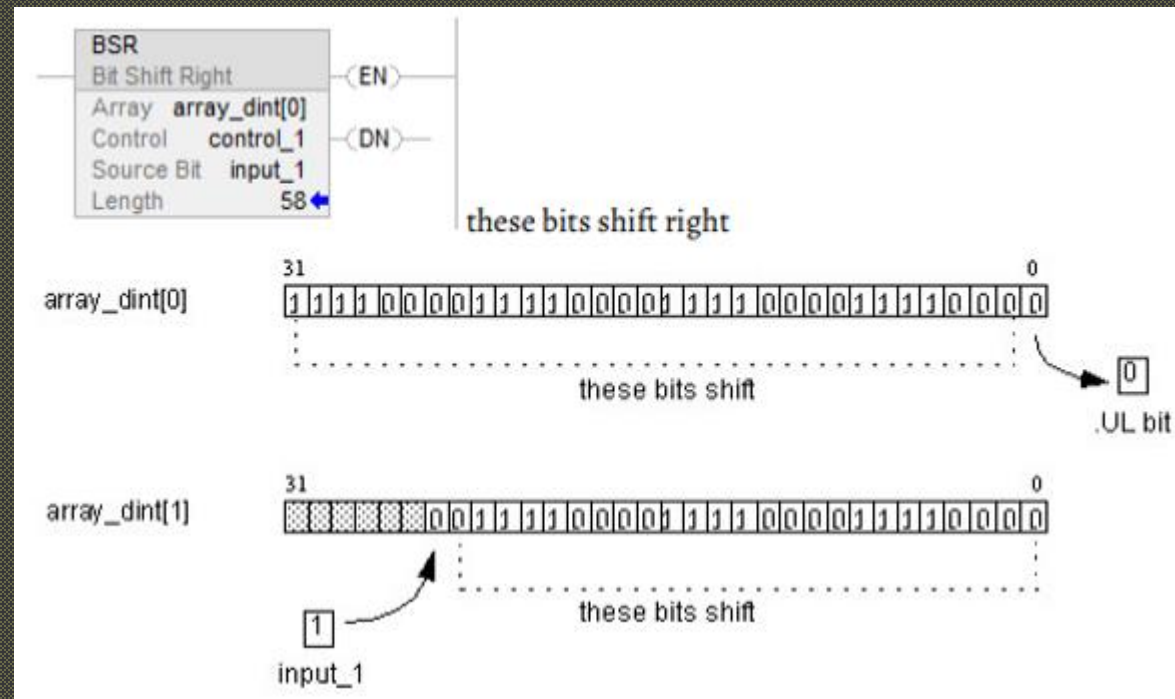 BSR
Bit Shift Right
EN
Array array_dint[0]
Control control_1
DN
Source Bit input_1
Length 58
these bits shift right
31 0
array_dint[0] 1 1 1 1 0 0 0 0 1 1 1 1 0 0 0 0 1 1 1 1 0 0 0 0 1 1 1 1 0 0 0 0
these bits shift
0
.UL bit
31 0
array_dint[1] 0 0 1 1 1 1 0 0 0 0 1 1 1 1 0 0 0 0 1 1 1 1 0 0 0 0
these bits shift
1
input_1